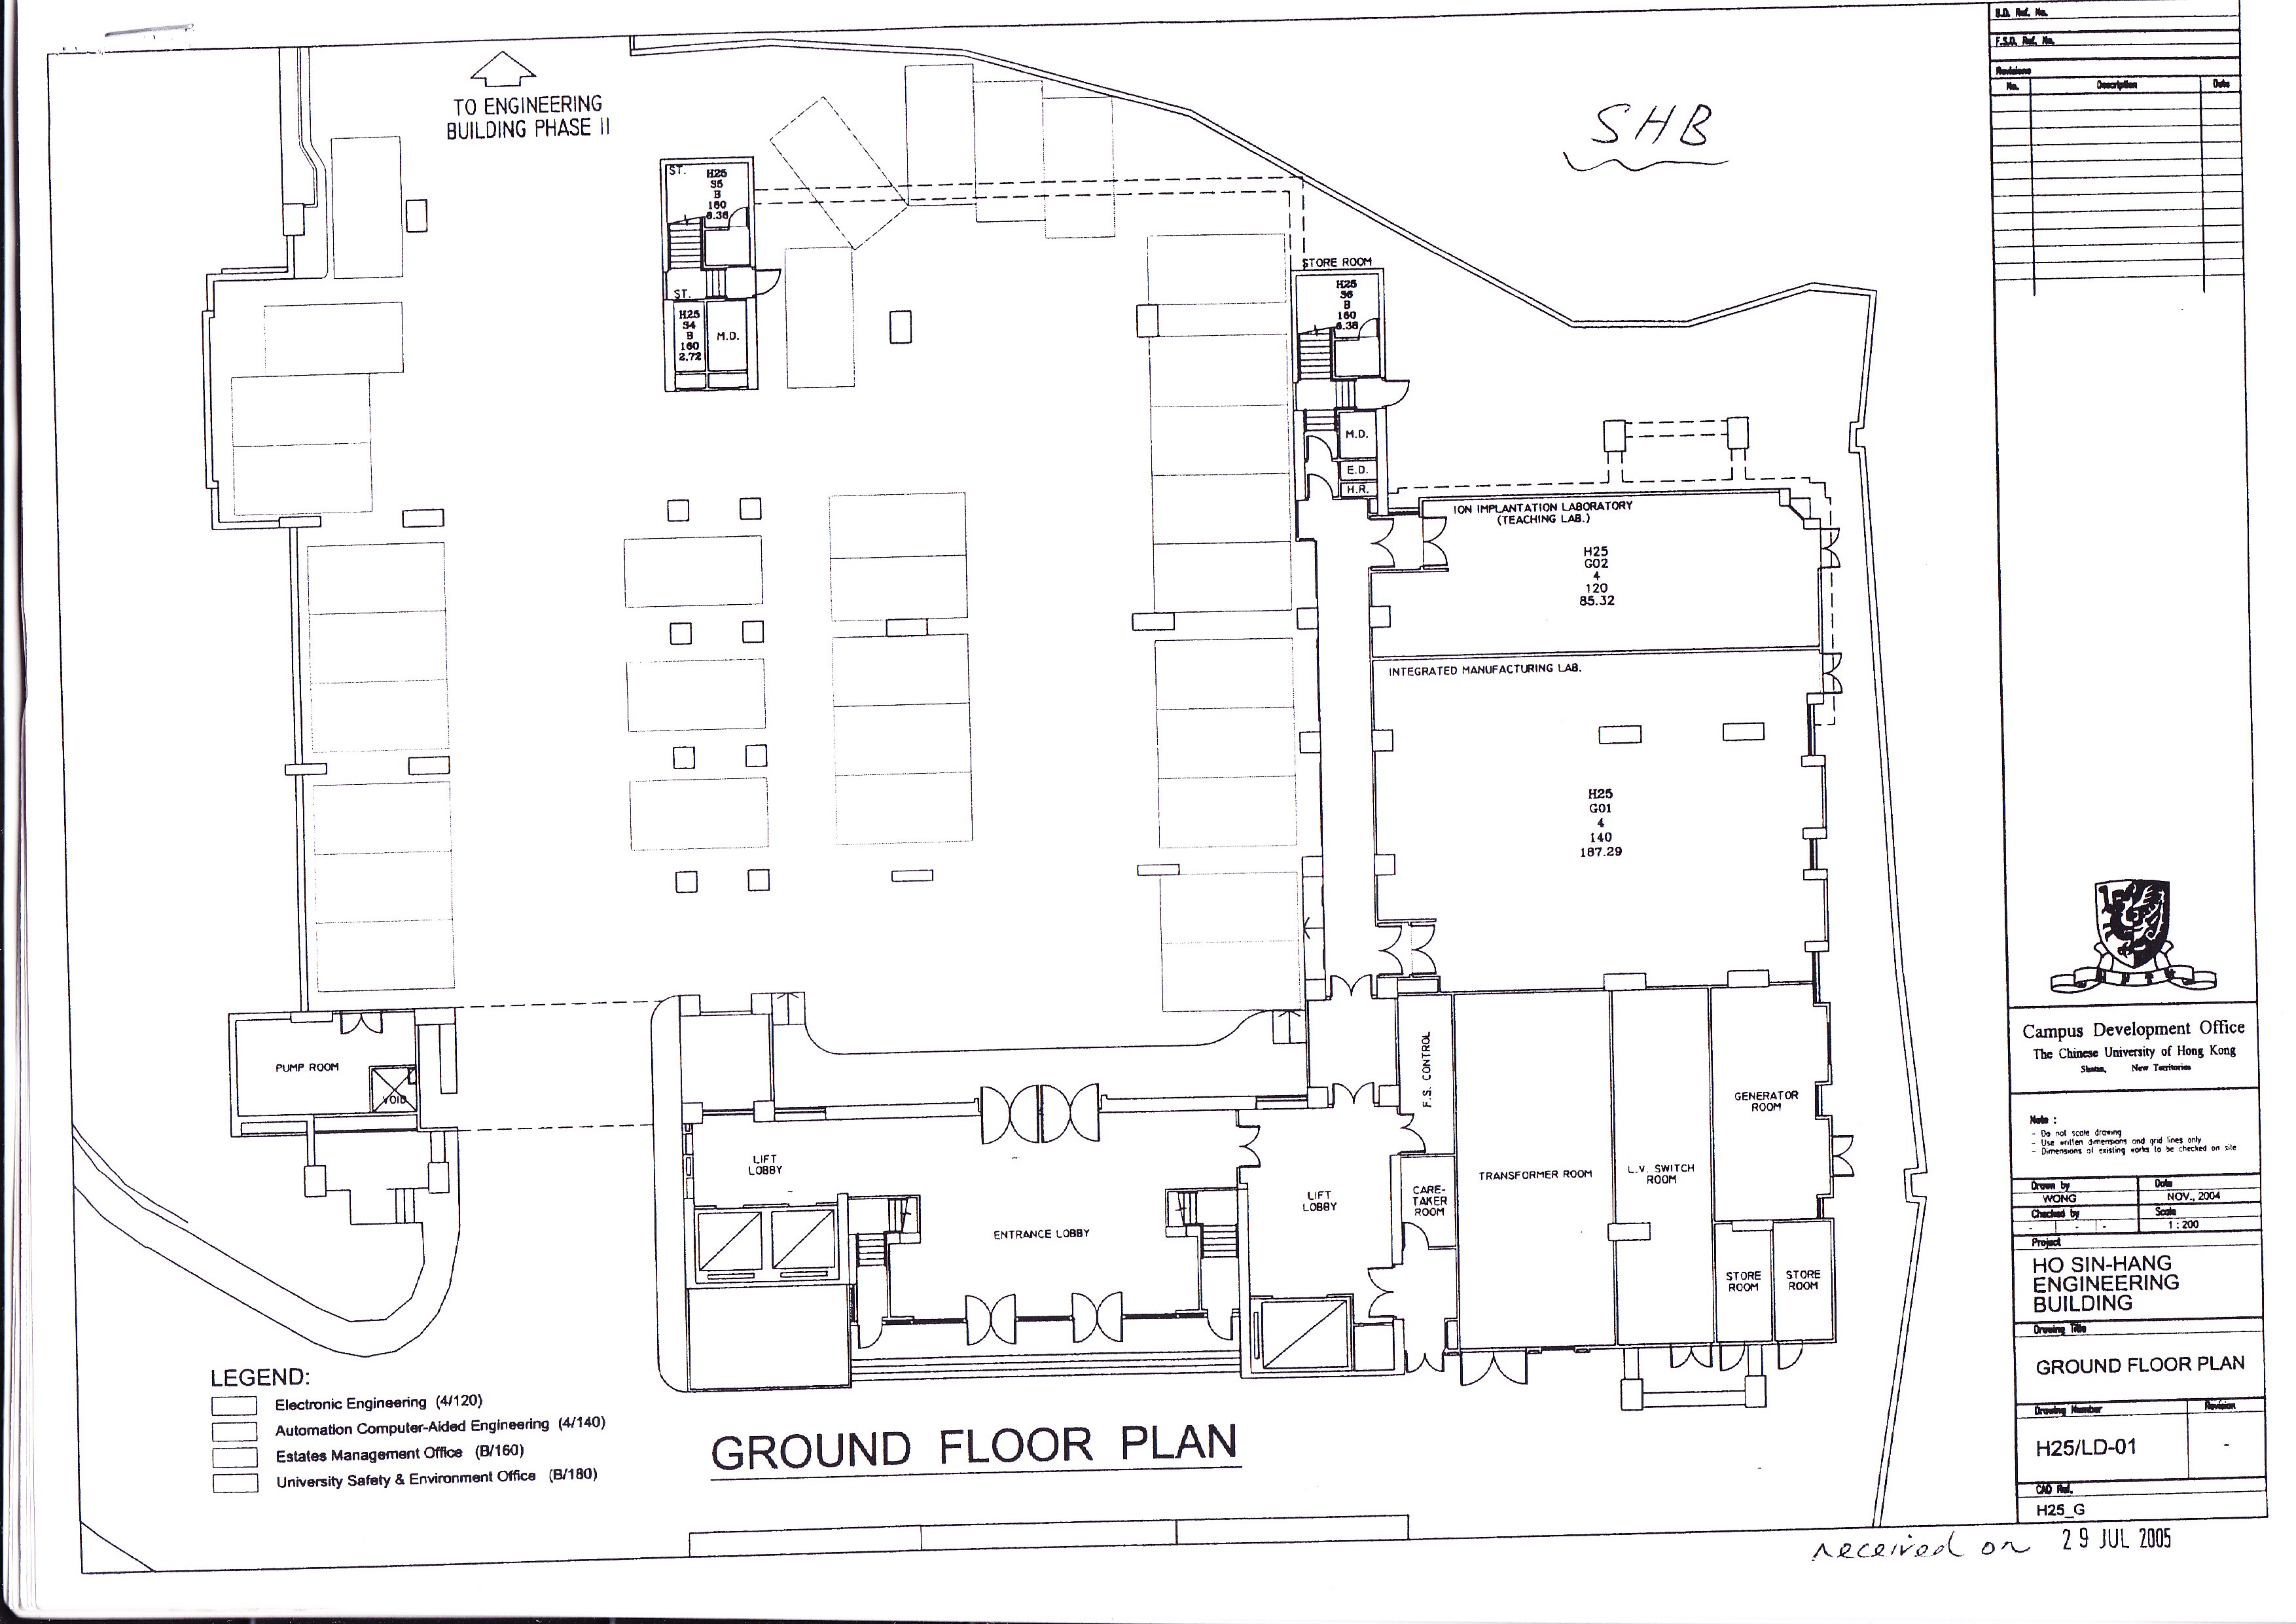 TO ENGINEERING
BUILDING PHASE II
SHB
B.D. Ref. No.
F.S.D. Ref. No.
Revisions
No.
Description
Date
ST.
H25
S5
B
160
6.36
ST.
H25
S4
B
160
2.72
M.D.
STORE ROOM
H25
S6
B
160
6.36
M.D.
E.D.
H.R.
ION IMPLANTATION LABORATORY
(TEACHING LAB.)
H25
G02
4
120
85.32
INTEGRATED MANUFACTURING LAB.
H25
G01
4
140
187.29
PUMP ROOM
VOID
LIFT
LOBBY
ENTRANCE LOBBY
LIFT
LOBBY
F.S. CONTROL
CARE-
TAKER
ROOM
TRANSFORMER ROOM
L.V. SWITCH
ROOM
GENERATOR
ROOM
STORE
ROOM
STORE
ROOM
LEGEND:
Electronic Engineering (4/120)
Automation Computer-Aided Engineering (4/140)
Estates Management Office (B/160)
University Safety & Environment Office (B/180)
GROUND FLOOR PLAN
Campus Development Office
The Chinese University of Hong Kong
Shatin, New Territories
Note :
- Do not scale drawing
- Use written dimensions and grid lines only
- Dimensions of existing works to be checked on site
Drawn by
WONG
Date
NOV., 2004
Checked by
- - -
Scale
1 : 200
Project
HO SIN-HANG
ENGINEERING
BUILDING
Drawing Title
GROUND FLOOR PLAN
Drawing Number
H25/LD-01
Revision
-
CAD Ref.
H25_G
received on 29 JUL 2005